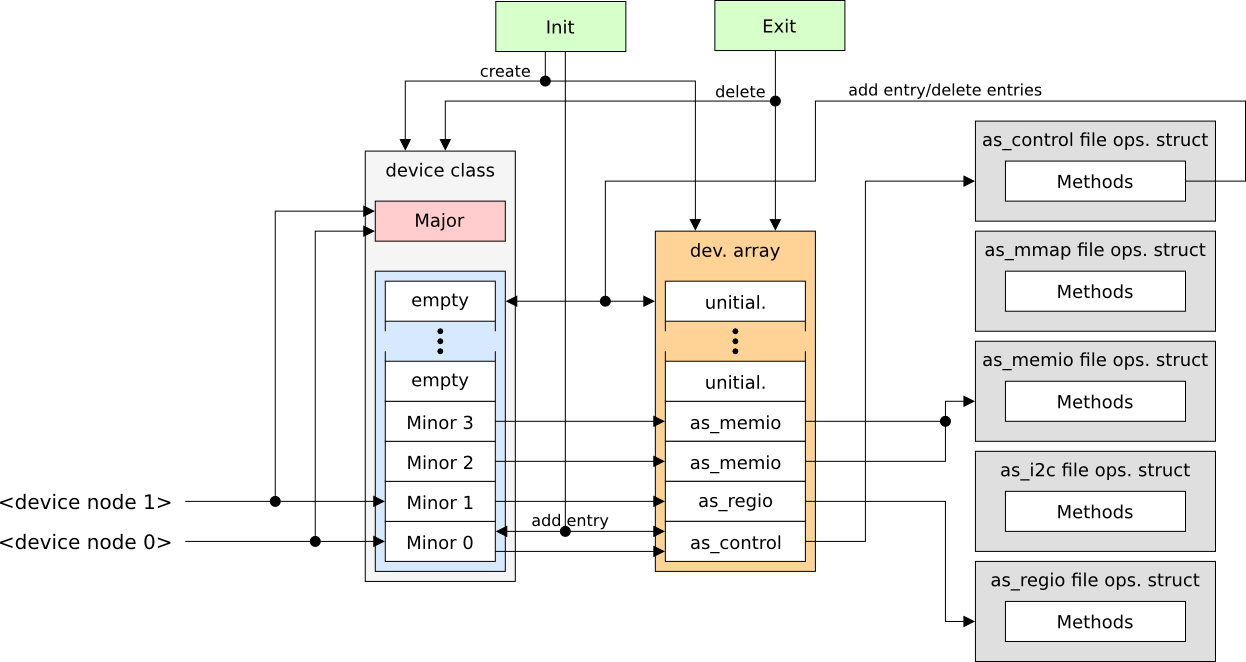 Init
Exit
create
delete
add entry/delete entries
device class
Major
empty
empty
Minor 3
Minor 2
Minor 1
Minor 0
<device node 1>
<device node 0>
add entry
dev. array
unitial.
unitial.
as_memio
as_memio
as_regio
as_control
as_control file ops. struct
Methods
as_mmap file ops. struct
Methods
as_memio file ops. struct
Methods
as_i2c file ops. struct
Methods
as_regio file ops. struct
Methods